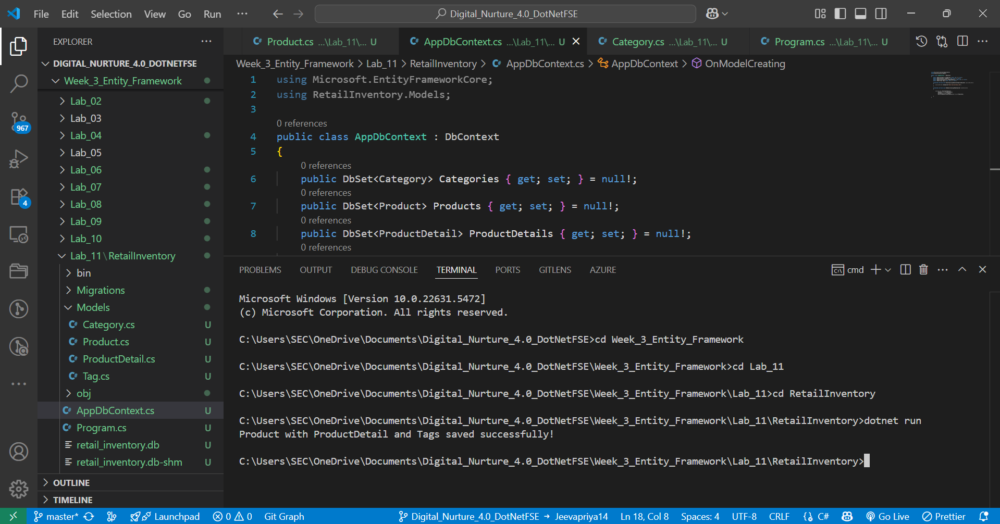 File Edit Selection View Go Run ··· Digital_Nurture_4.0_DotNetFSE
EXPLORER
DIGITAL_NURTURE_4.0_DOTNETFSE
Week_3_Entity_Framework
Lab_02
Lab_03
Lab_04
Lab_05
Lab_06
Lab_07
Lab_08
Lab_09
Lab_10
Lab_11\RetailInventory
bin
Migrations
Models
Category.cs U
Product.cs U
ProductDetail.cs U
Tag.cs U
obj
AppDbContext.cs U
Program.cs U
retail_inventory.db U
retail_inventory.db-shm U
OUTLINE
TIMELINE
967
4
Product.cs ...\Lab_11\... U AppDbContext.cs ...\Lab_11\... U Category.cs ...\Lab_11\... U Program.cs ...\Lab_11\... U
Week_3_Entity_Framework > Lab_11 > RetailInventory > AppDbContext.cs > AppDbContext > OnModelCreating
1 using Microsoft.EntityFrameworkCore;
2 using RetailInventory.Models;
3
0 references
4 public class AppDbContext : DbContext
5 {
0 references
6 public DbSet<Category> Categories { get; set; } = null!;
0 references
7 public DbSet<Product> Products { get; set; } = null!;
0 references
8 public DbSet<ProductDetail> ProductDetails { get; set; } = null!;
0 references
PROBLEMS OUTPUT DEBUG CONSOLE TERMINAL PORTS GITLENS AZURE cmd
Microsoft Windows [Version 10.0.22631.5472]
(c) Microsoft Corporation. All rights reserved.
C:\Users\SEC\OneDrive\Documents\Digital_Nurture_4.0_DotNetFSE>cd Week_3_Entity_Framework
C:\Users\SEC\OneDrive\Documents\Digital_Nurture_4.0_DotNetFSE\Week_3_Entity_Framework>cd Lab_11
C:\Users\SEC\OneDrive\Documents\Digital_Nurture_4.0_DotNetFSE\Week_3_Entity_Framework\Lab_11>cd RetailInventory
C:\Users\SEC\OneDrive\Documents\Digital_Nurture_4.0_DotNetFSE\Week_3_Entity_Framework\Lab_11\RetailInventory>dotnet run
Product with ProductDetail and Tags saved successfully!
C:\Users\SEC\OneDrive\Documents\Digital_Nurture_4.0_DotNetFSE\Week_3_Entity_Framework\Lab_11\RetailInventory>
master* Launchpad 0 0 Git Graph Digital_Nurture_4.0_DotNetFSE → Jeevapriya14 Ln 18, Col 8 Spaces: 4 UTF-8 CRLF C# Go Live Prettier